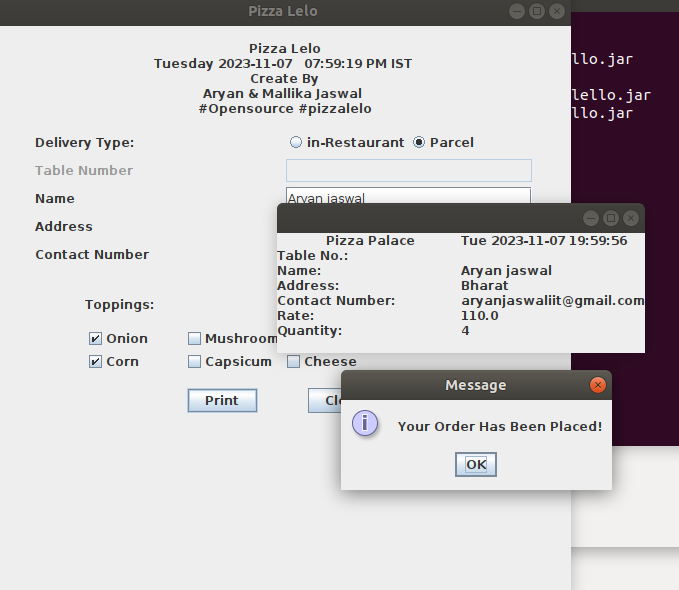 Pizza Lelo
Pizza Lelo
Tuesday 2023-11-07 07:59:19 PM IST
Create By
Aryan & Mallika Jaswal
#Opensource #pizzalelo
Delivery Type: in-Restaurant Parcel
Table Number
Name Aryan jaswal
Address
Contact Number
Toppings:
Onion Mushroom
Corn Capsicum Cheese
Print Cl
llo.jar
lello.jar
llo.jar
Pizza Palace Tue 2023-11-07 19:59:56
Table No.:
Name: Aryan jaswal
Address: Bharat
Contact Number: aryanjaswaliit@gmail.com
Rate: 110.0
Quantity: 4
Message
Your Order Has Been Placed!
OK